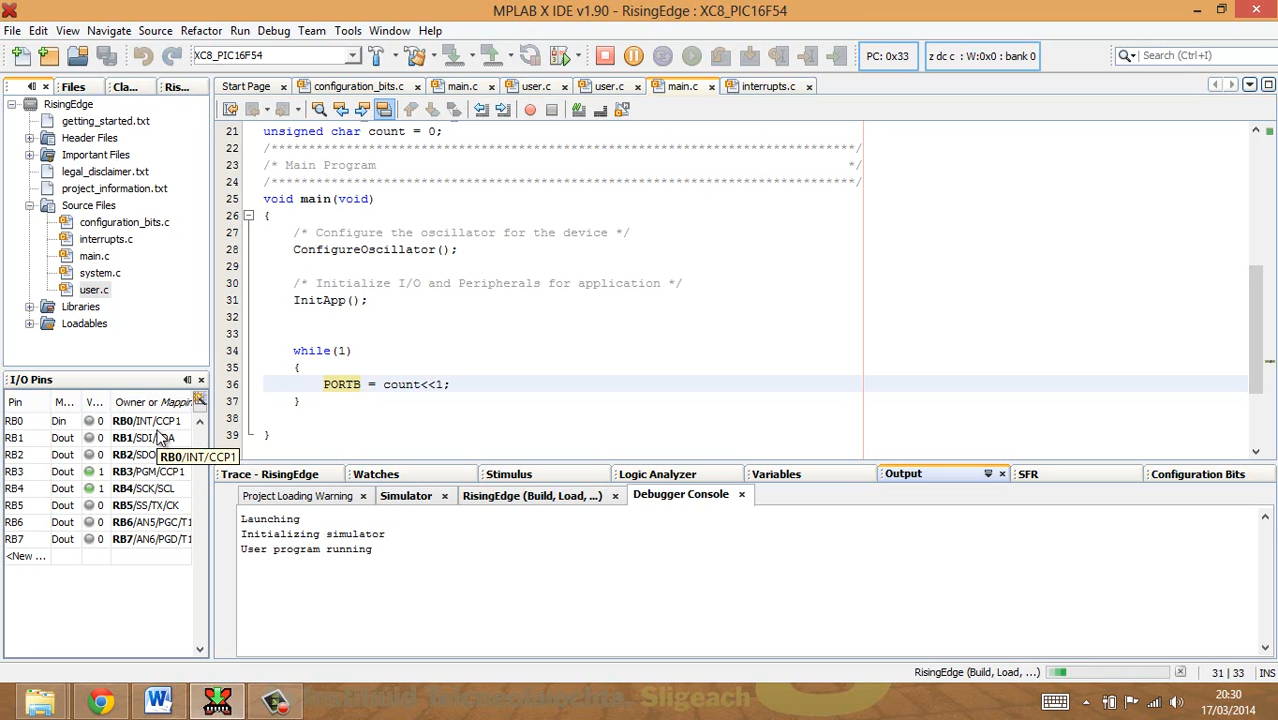 MPLAB X IDE v1.90 - RisingEdge : XC8_PIC16F54
File Edit View Navigate Source Refactor Run Debug Team Tools Window Help
XC8_PIC16F54
PC: 0x33
z dc c : W:0x0 : bank 0
Search (Ctrl+I)
Files Cla... Ris...
Start Page configuration_bits.c main.c user.c user.c main.c interrupts.c
RisingEdge
getting_started.txt
Header Files
Important Files
legal_disclaimer.txt
project_information.txt
Source Files
configuration_bits.c
interrupts.c
main.c
system.c
user.c
Libraries
Loadables
21 unsigned char count = 0;
22 /******************************************************************************/
23 /* Main Program */
24 /******************************************************************************/
25 void main(void)
26 {
27 /* Configure the oscillator for the device */
28 ConfigureOscillator();
29
30 /* Initialize I/O and Peripherals for application */
31 InitApp();
32
33
34 while(1)
35 {
36 PORTB = count<<1;
37 }
38
39 }
I/O Pins
Pin M... V... Owner or Mappin
RB0 Din 0 RB0/INT/CCP1
RB1 Dout 0 RB1/SDI/
RB2 Dout 0 RB2/SDO
RB3 Dout 1 RB3/PGM/CCP1
RB4 Dout 1 RB4/SCK/SCL
RB5 Dout 0 RB5/SS/TX/CK
RB6 Dout 0 RB6/AN5/PGC/T1
RB7 Dout 0 RB7/AN6/PGD/T1
<New ...
RB0/INT/CCP1
Trace - RisingEdge Watches Stimulus Logic Analyzer Variables Output SFR Configuration Bits
Project Loading Warning Simulator RisingEdge (Build, Load, ...) Debugger Console
Launching
Initializing simulator
User program running
RisingEdge (Build, Load, ...) 31 | 33 INS
Sligeach
20:30
17/03/2014